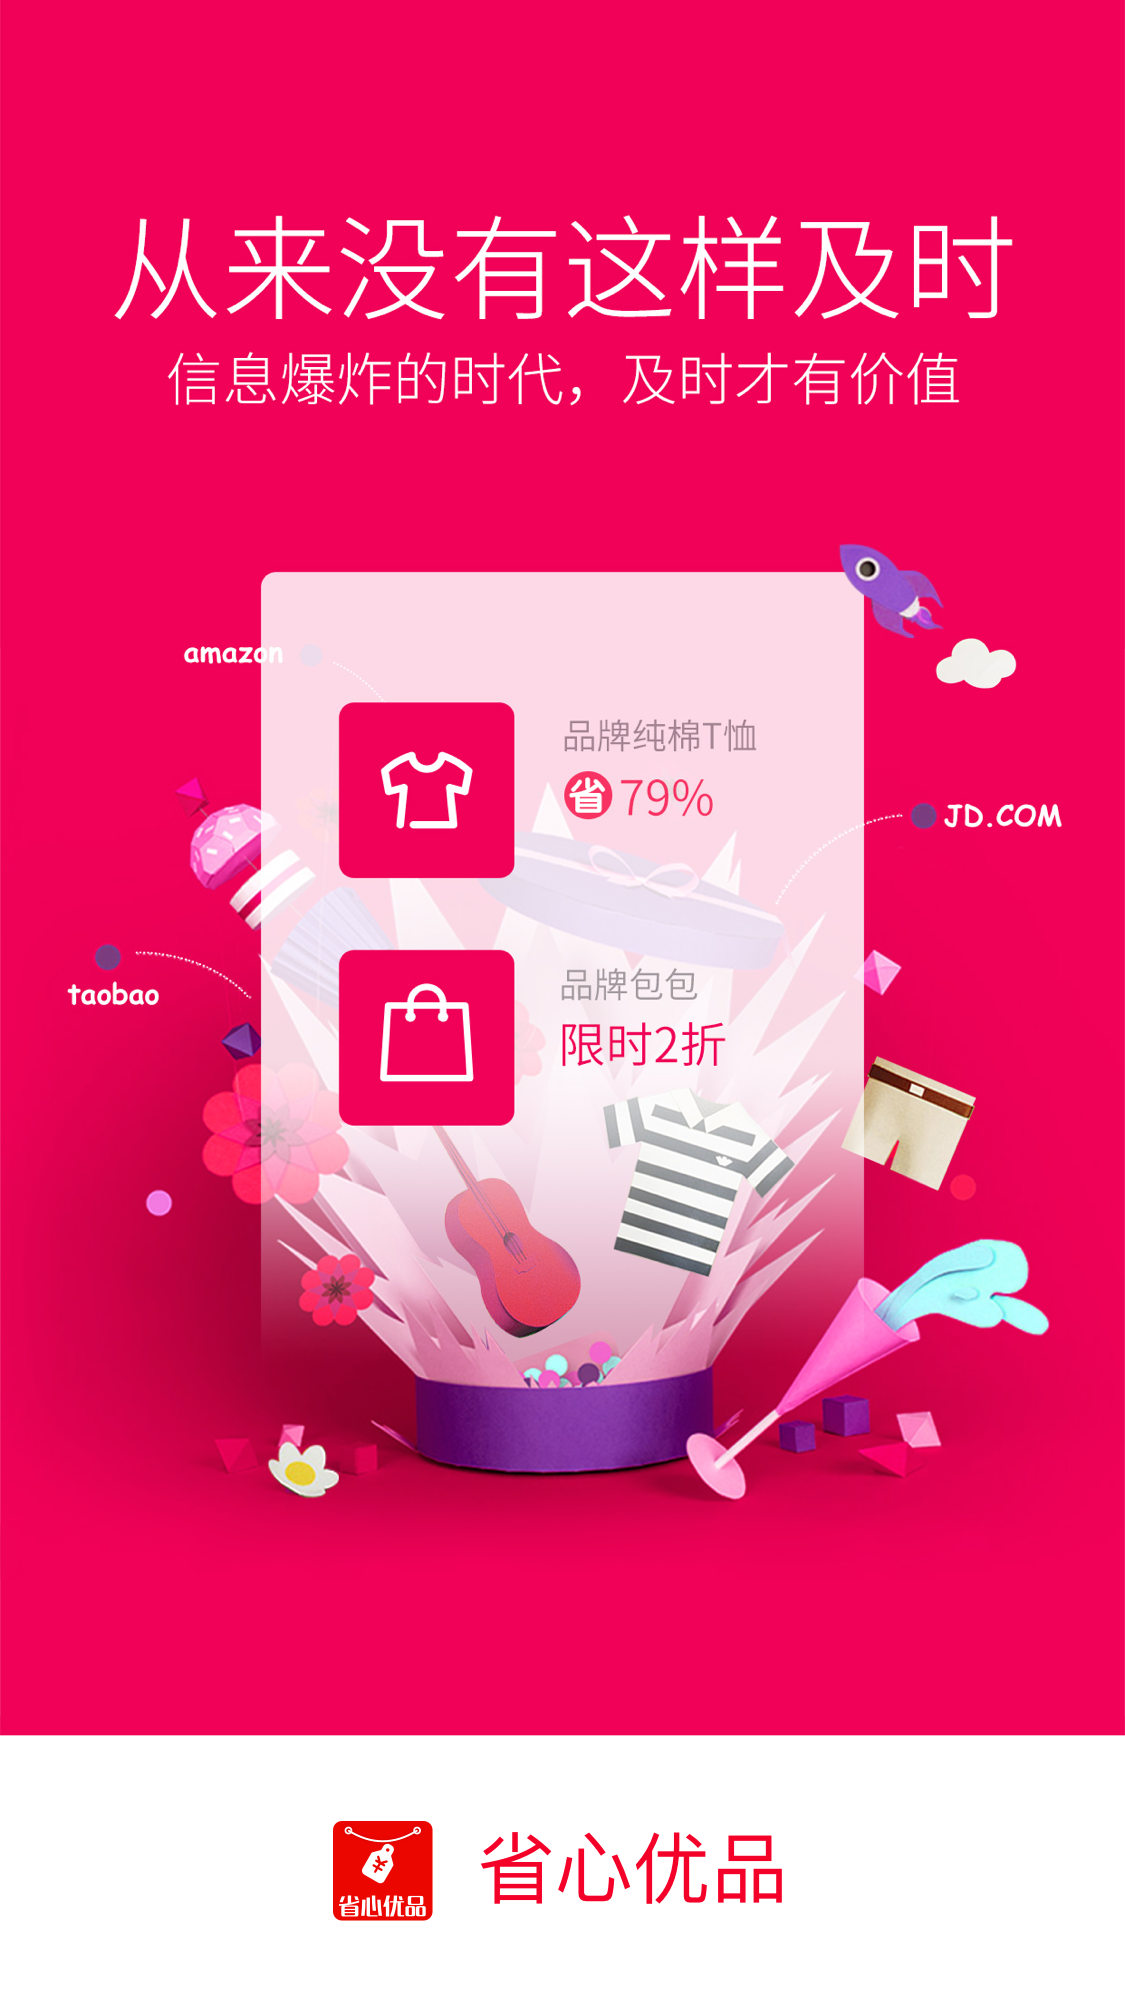 从来没有这样及时
信息爆炸的时代，及时才有价值
amazon
品牌纯棉T恤
省79%
JD.COM
taobao
品牌包包
限时2折
省心优品
省心优品